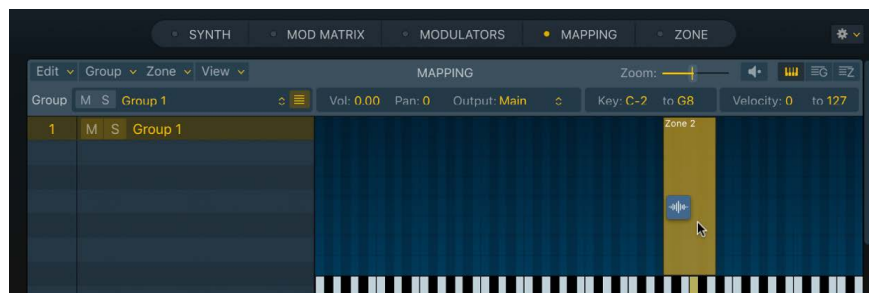 SYNTH MOD MATRIX MODULATORS MAPPING ZONE
Edit Group Zone View MAPPING Zoom: G Z
Group M S Group 1 Vol: 0.00 Pan: 0 Output: Main Key: C-2 to G8 Velocity: 0 to 127
1 M S Group 1
Zone 2